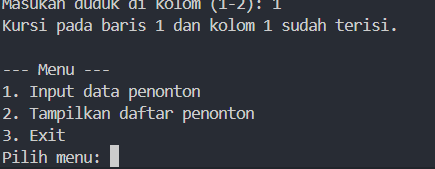 Masukan duduk di kolom (1-2): 1
Kursi pada baris 1 dan kolom 1 sudah terisi.
--- Menu ---
1. Input data penonton
2. Tampilkan daftar penonton
3. Exit
Pilih menu: